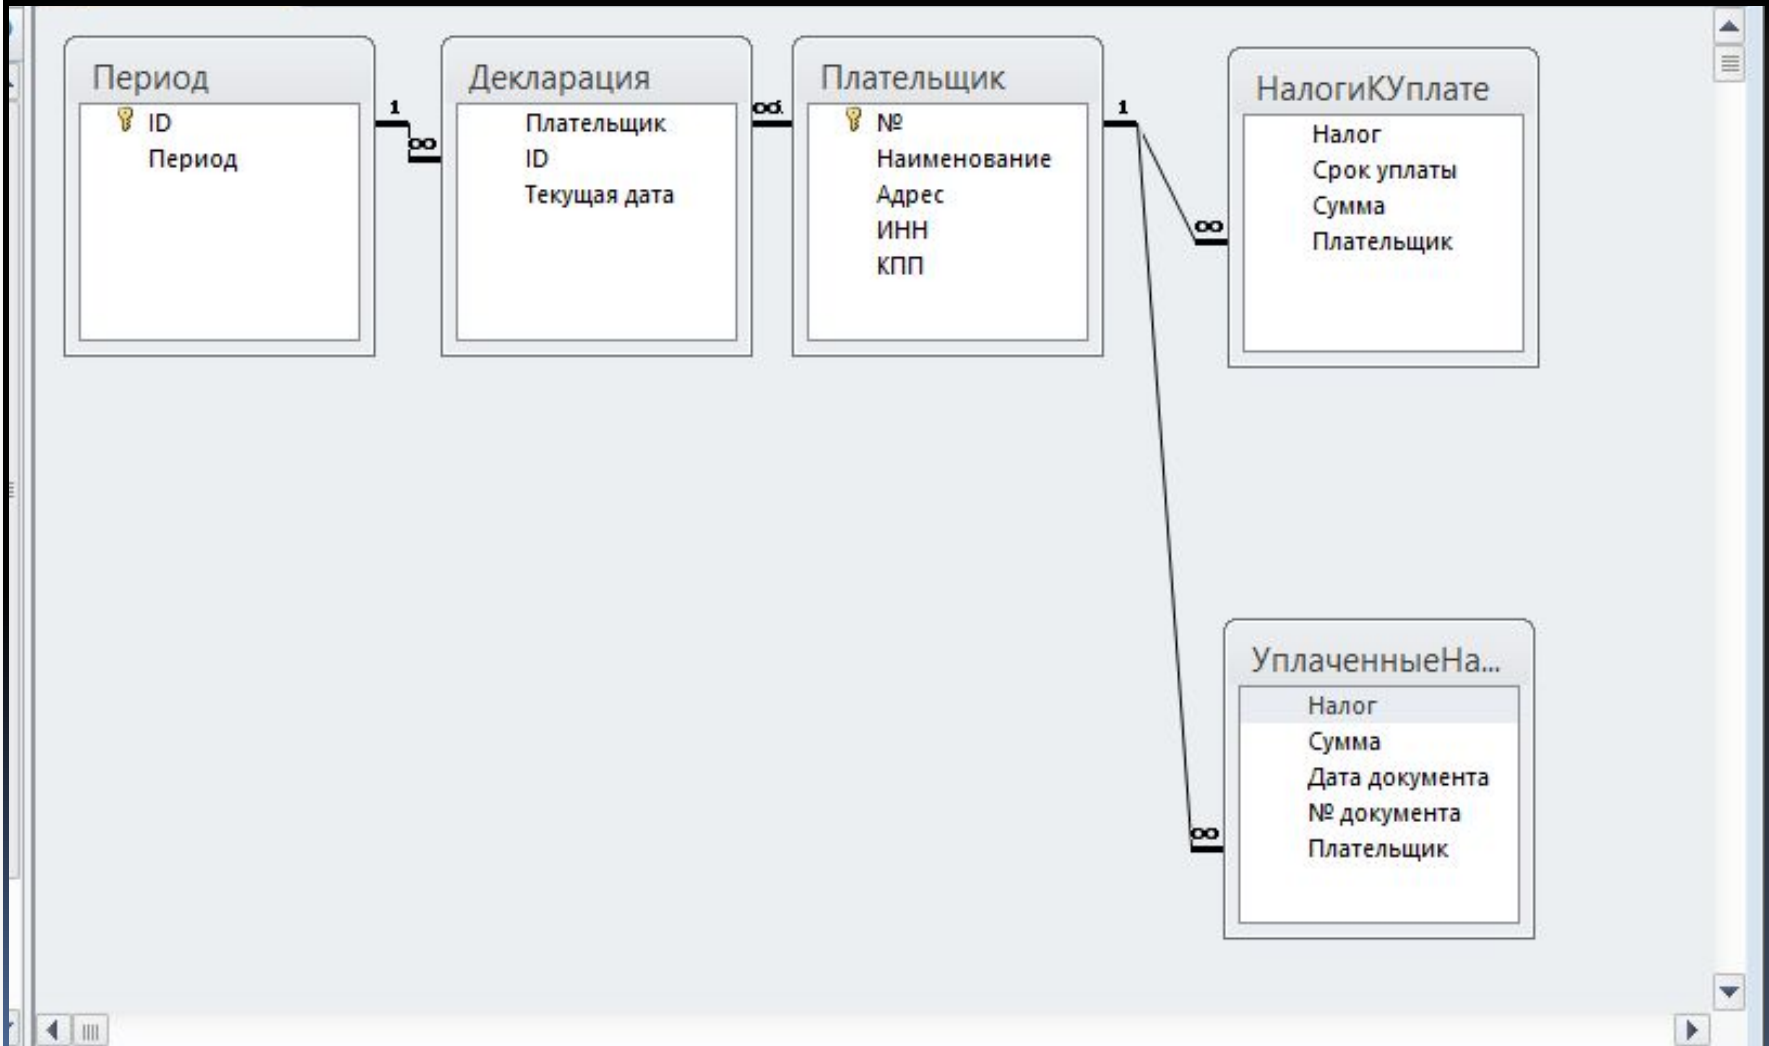 Период
ID
Период
1
∞
Декларация
Плательщик
ID
Текущая дата
∞
Плательщик
№
Наименование
Адрес
ИНН
КПП
1
∞
НалогиКУплате
Налог
Срок уплаты
Сумма
Плательщик
∞
УплаченныеНа...
Налог
Сумма
Дата документа
№ документа
Плательщик